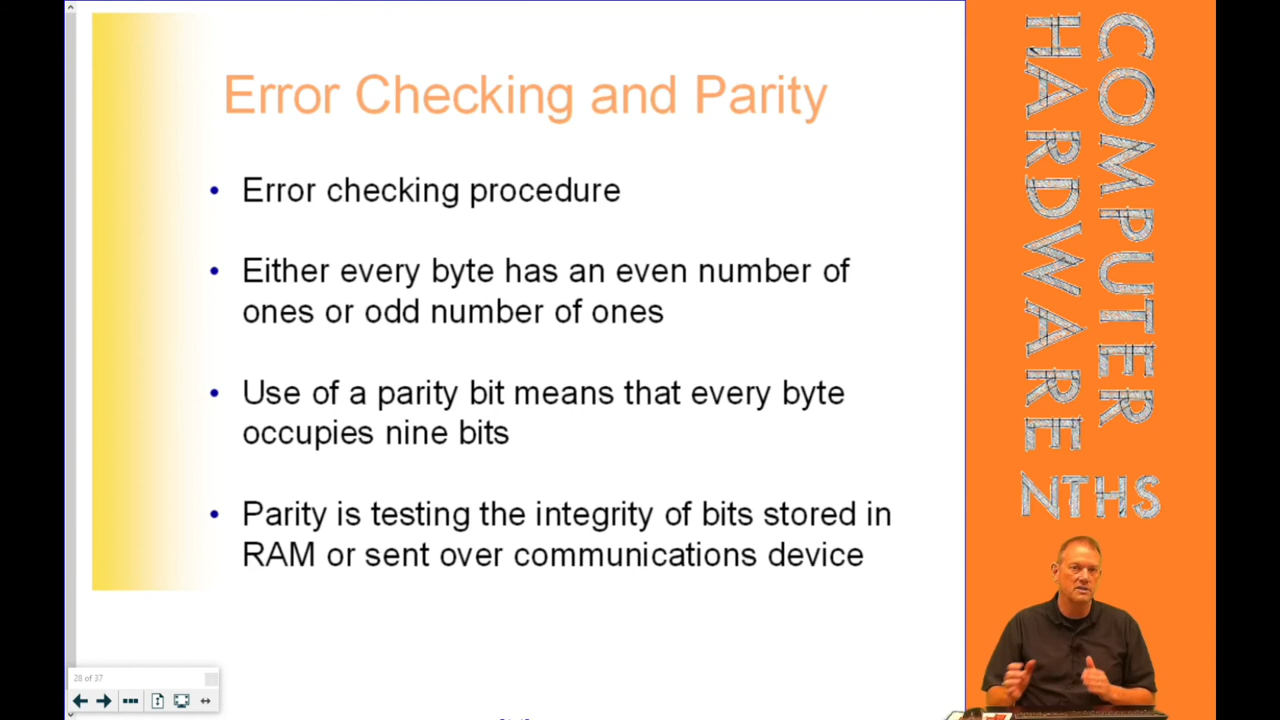 Error Checking and Parity
• Error checking procedure
• Either every byte has an even number of
ones or odd number of ones
• Use of a parity bit means that every byte
occupies nine bits
• Parity is testing the integrity of bits stored in
RAM or sent over communications device
28 of 37
COMPUTER
HARDWARE
NTHS